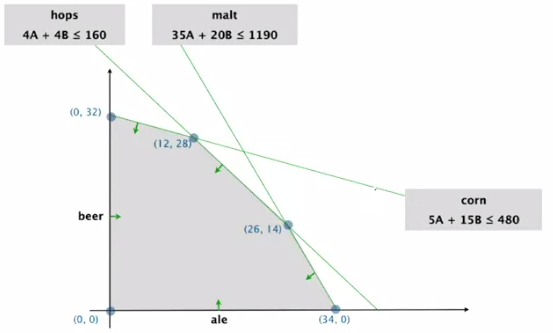 hops
4A + 4B ≤ 160
malt
35A + 20B ≤ 1190
(0, 32)
(12, 28)
corn
5A + 15B ≤ 480
beer
(26, 14)
(0, 0)
ale
(34, 0)